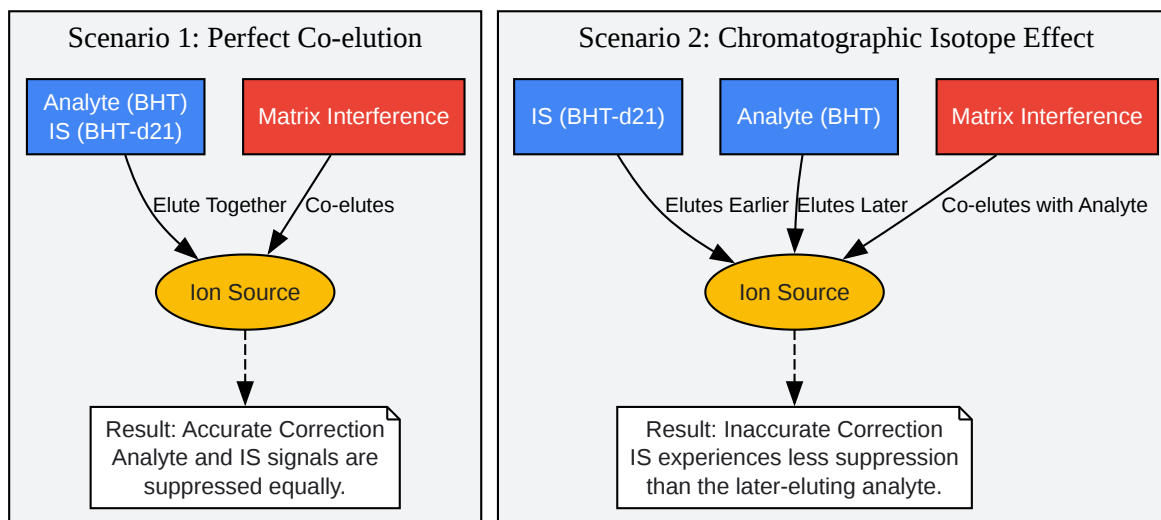 Scenario 1: Perfect Co-elution
Analyte (BHT)
IS (BHT-d21)
Matrix Interference
Elute Together
Co-elutes
Ion Source
Result: Accurate Correction
Analyte and IS signals are
suppressed equally.
Scenario 2: Chromatographic Isotope Effect
IS (BHT-d21)
Analyte (BHT)
Matrix Interference
Elutes Earlier
Elutes Later
Co-elutes with Analyte
Ion Source
Result: Inaccurate Correction
IS experiences less suppression
than the later-eluting analyte.